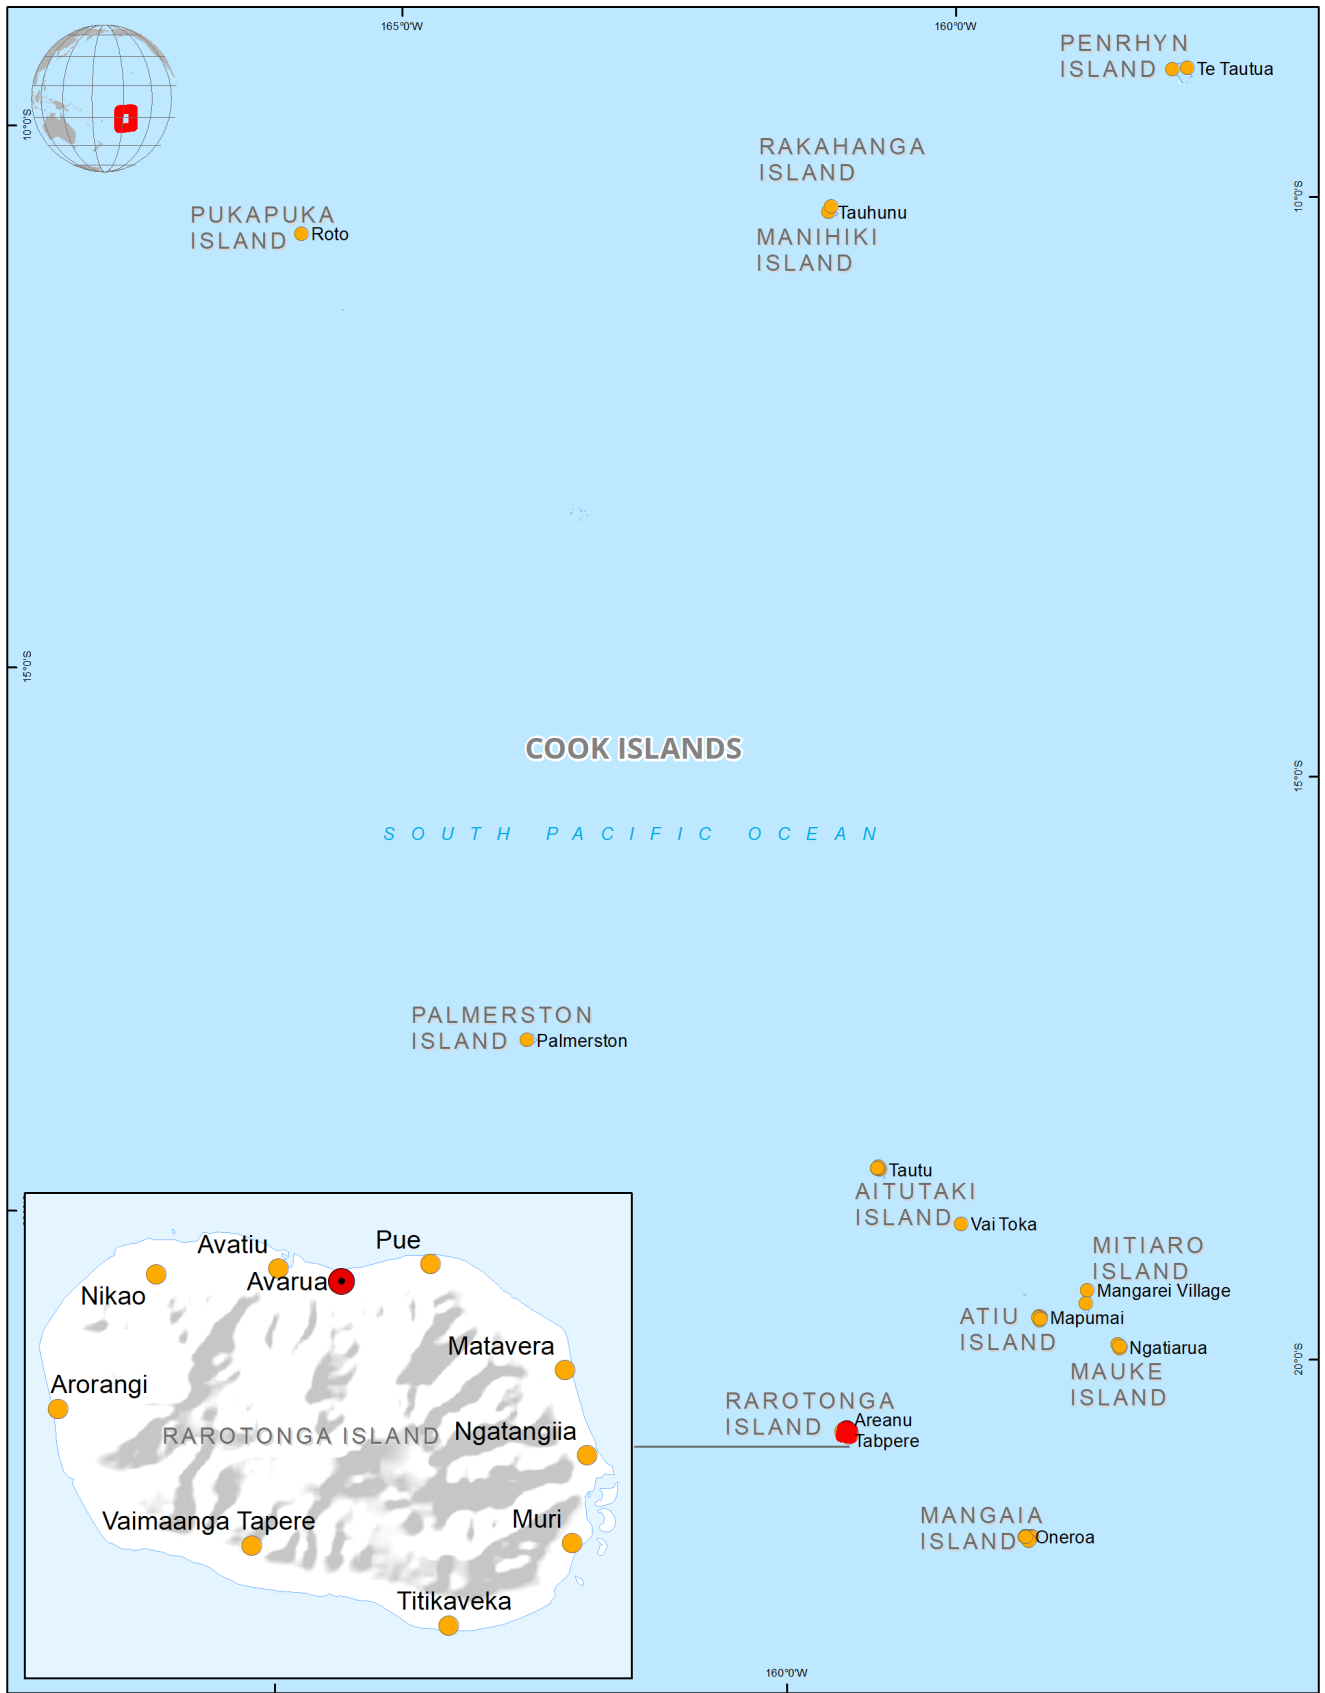 165°0'W
160°0'W
PENRHYN
ISLAND
Te Tautua
10°0'S
RAKAHANGA
ISLAND
10°0'S
Tauhunu
PUKAPUKA
ISLAND
Roto
MANIHIKI
ISLAND
15°0'S
COOK ISLANDS
15°0'S
SOUTH PACIFIC OCEAN
PALMERSTON
ISLAND
Palmerston
Tautu
AITUTAKI
ISLAND
Vai Toka
MITIARO
ISLAND
Mangarei Village
ATIU
ISLAND
Mapumai
Ngatiarua
MAUKE
ISLAND
20°0'S
RAROTONGA
ISLAND
Areanu
Tabpere
MANGAIA
ISLAND
Oneroa
Avatiu
Pue
Nikao
Avarua
Matavera
Arorangi
RAROTONGA ISLAND
Ngatangiia
Vaimaanga Tapere
Muri
Titikaveka
160°0'W